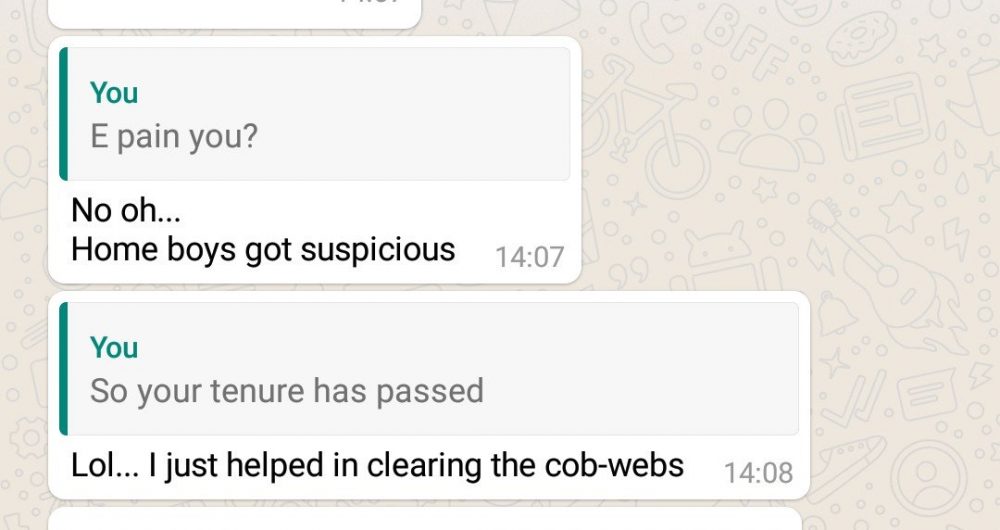 You
E pain you?
No oh...
Home boys got suspicious 14:07
You
So your tenure has passed
Lol... I just helped in clearing the cob-webs 14:08
BFF